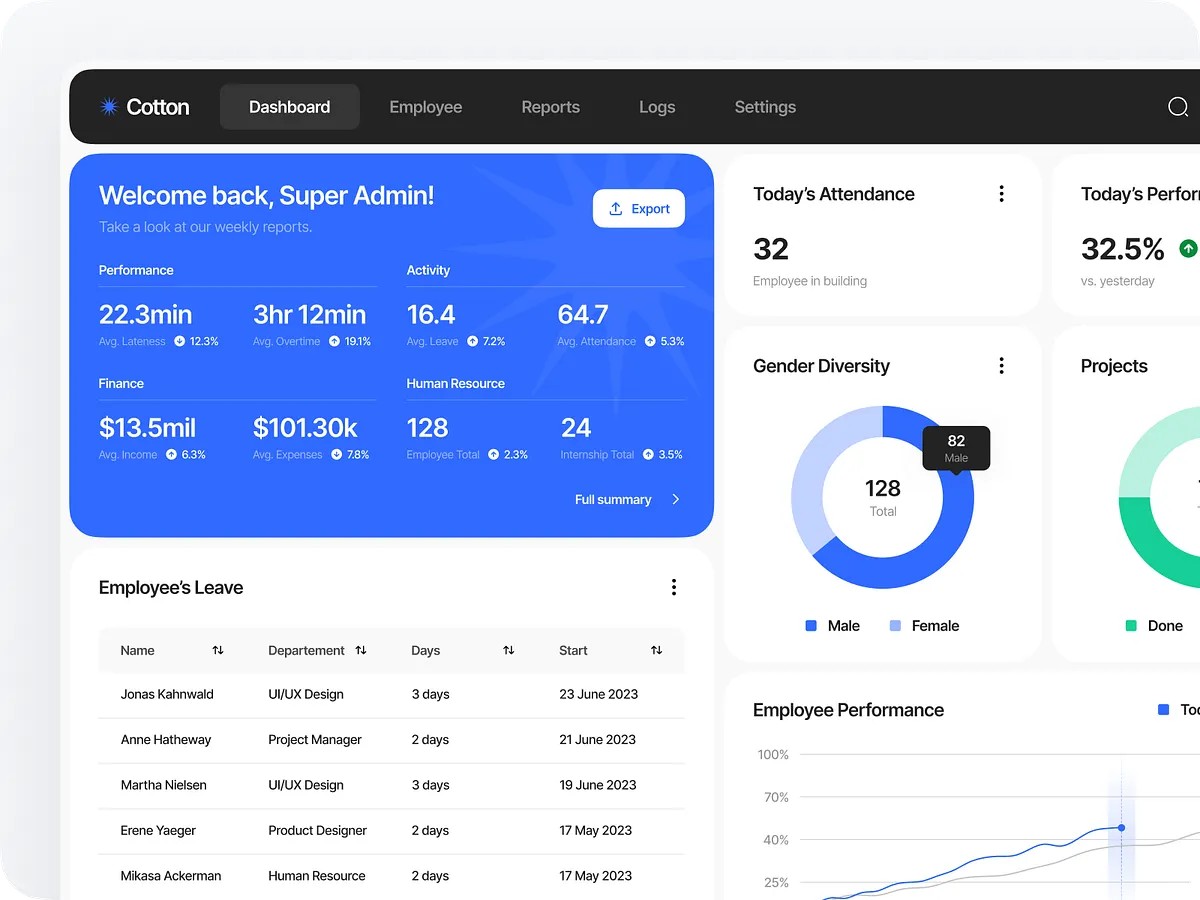 Cotton
Dashboard
Employee
Reports
Logs
Settings
Welcome back, Super Admin!
Take a look at our weekly reports.
Export
Performance
22.3min
Avg. Lateness 12.3%
3hr 12min
Avg. Overtime 19.1%
Activity
16.4
Avg. Leave 7.2%
64.7
Avg. Attendance 5.3%
Finance
$13.5mil
Avg. Income 6.3%
$101.30k
Avg. Expenses 7.8%
Human Resource
128
Employee Total 2.3%
24
Internship Total 3.5%
Full summary
Today’s Attendance
32
Employee in building
Today’s Perfor
32.5%
vs. yesterday
Gender Diversity
82
Male
128
Total
Male
Female
Projects
Done
Employee’s Leave
Name Departement Days Start
Jonas Kahnwald UI/UX Design 3 days 23 June 2023
Anne Hatheway Project Manager 2 days 21 June 2023
Martha Nielsen UI/UX Design 3 days 19 June 2023
Erene Yaeger Product Designer 2 days 17 May 2023
Mikasa Ackerman Human Resource 2 days 17 May 2023
Employee Performance
100%
70%
40%
25%